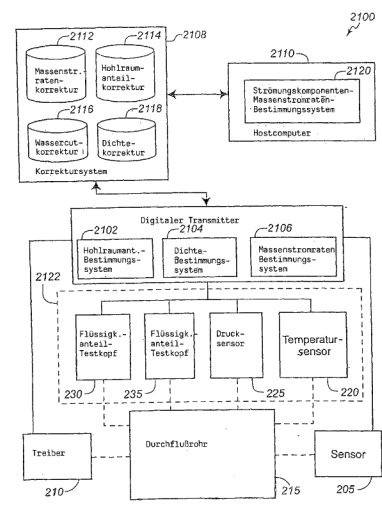 2100
2112
2114
2108
Massenstr.-
raten-
korrektur
Hohlraum-
anteil-
korrektur
2116
2118
Wassercut-
korrektur
Dichte-
korrektur
Korrektursystem
2110
2120
Strömungskomponenten-
Massenstromraten-
Bestimmungssystem
Hostcomputer
Digitaler Transmitter
2102
2104
2106
Hohlraumant.-
Bestimmungs-
system
Dichte-
Bestimmungs-
system
Massenstromraten
Bestimmungs-
system
2122
Flüssigk.-
anteil-
Testkopf
Flüssigk.-
anteil-
Testkopf
Druck-
sensor
Temperatur-
sensor
230
235
225
220
Treiber
Durchflußrohr
Sensor
210
215
205